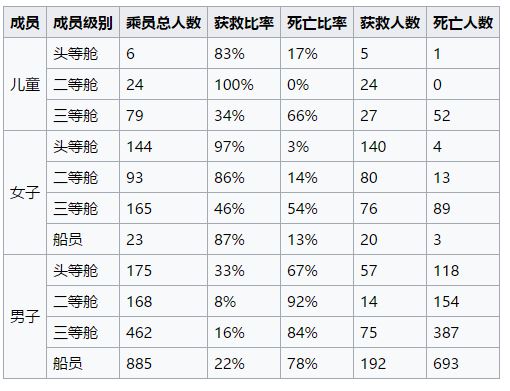 成员 成员级别 乘员总人数 获救比率 死亡比率 获救人数 死亡人数
儿童 头等舱 6 83% 17% 5 1
二等舱 24 100% 0% 24 0
三等舱 79 34% 66% 27 52
女子 头等舱 144 97% 3% 140 4
二等舱 93 86% 14% 80 13
三等舱 165 46% 54% 76 89
船员 23 87% 13% 20 3
男子 头等舱 175 33% 67% 57 118
二等舱 168 8% 92% 14 154
三等舱 462 16% 84% 75 387
船员 885 22% 78% 192 693